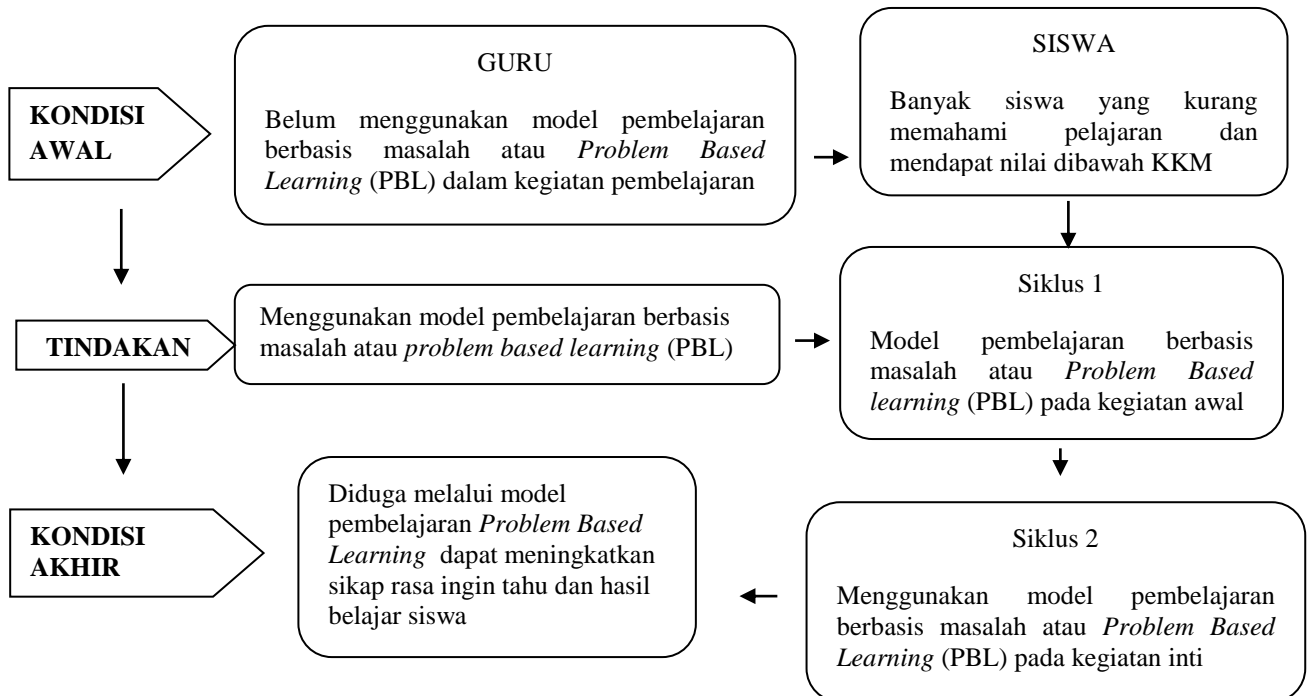 KONDISI
AWAL
GURU
Belum menggunakan model pembelajaran
berbasis masalah atau Problem Based
Learning (PBL) dalam kegiatan pembelajaran
SISWA
Banyak siswa yang kurang
memahami pelajaran dan
mendapat nilai dibawah KKM
TINDAKAN
Menggunakan model pembelajaran berbasis
masalah atau problem based learning (PBL)
Siklus 1
Model pembelajaran berbasis
masalah atau Problem Based
learning (PBL) pada kegiatan awal
KONDISI
AKHIR
Diduga melalui model
pembelajaran Problem Based
Learning dapat meningkatkan
sikap rasa ingin tahu dan hasil
belajar siswa
Siklus 2
Menggunakan model pembelajaran
berbasis masalah atau Problem Based
Learning (PBL) pada kegiatan inti